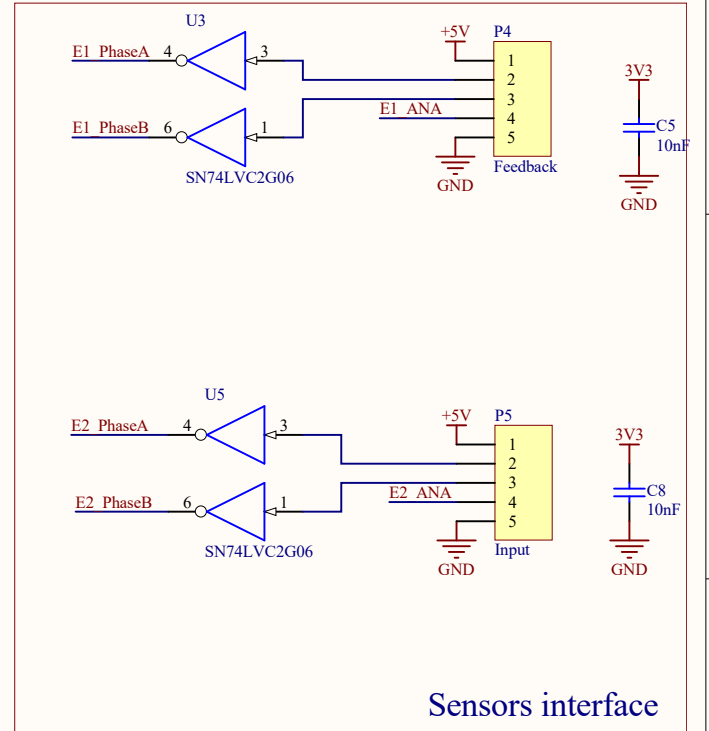 U3
E1_PhaseA 4 3
E1_PhaseB 6 1
SN74LVC2G06
+5V P4
1
2
3
E1_ANA 4
5
GND Feedback
3V3
C5
10nF
GND
U5
E2_PhaseA 4 3
E2_PhaseB 6 1
SN74LVC2G06
+5V P5
1
2
3
E2_ANA 4
5
GND Input
3V3
C8
10nF
GND
Sensors interface